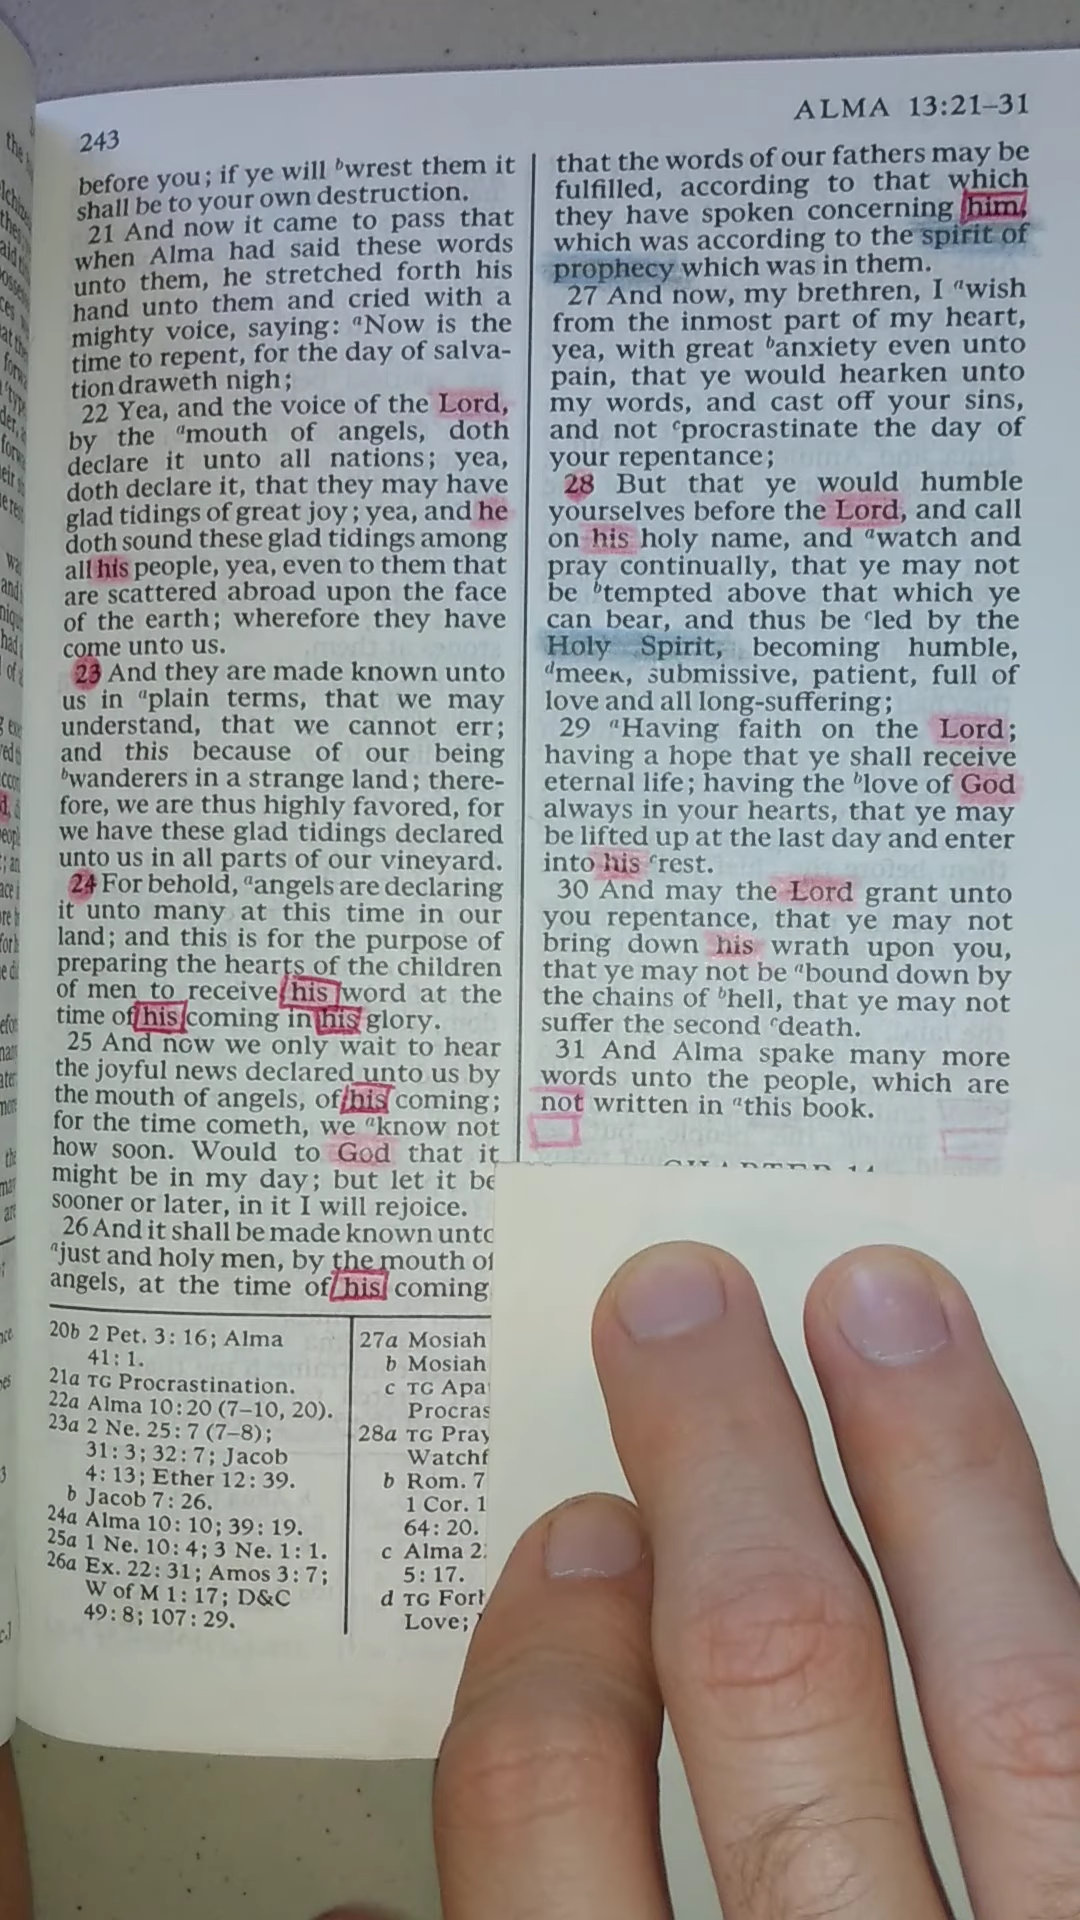 243
ALMA 13:21–31
before you; if ye will bwrest them it
shall be to your own destruction.
21 And now it came to pass that
when Alma had said these words
unto them, he stretched forth his
hand unto them and cried with a
mighty voice, saying: aNow is the
time to repent, for the day of salva-
tion draweth nigh;
22 Yea, and the voice of the Lord,
by the amouth of angels, doth
declare it unto all nations; yea,
doth declare it, that they may have
glad tidings of great joy; yea, and he
doth sound these glad tidings among
all his people, yea, even to them that
are scattered abroad upon the face
of the earth; wherefore they have
come unto us.
23 And they are made known unto
us in aplain terms, that we may
understand, that we cannot err;
and this because of our being
bwanderers in a strange land; there-
fore, we are thus highly favored, for
we have these glad tidings declared
unto us in all parts of our vineyard.
24 For behold, aangels are declaring
it unto many at this time in our
land; and this is for the purpose of
preparing the hearts of the children
of men to receive his word at the
time of his coming in his glory.
25 And now we only wait to hear
the joyful news declared unto us by
the mouth of angels, of his coming;
for the time cometh, we aknow not
how soon. Would to God that it
might be in my day; but let it be
sooner or later, in it I will rejoice.
26 And it shall be made known unto
ajust and holy men, by the mouth of
angels, at the time of his coming
that the words of our fathers may be
fulfilled, according to that which
they have spoken concerning him,
which was according to the spirit of
prophecy which was in them.
27 And now, my brethren, I awish
from the inmost part of my heart,
yea, with great banxiety even unto
pain, that ye would hearken unto
my words, and cast off your sins,
and not cprocrastinate the day of
your repentance;
28 But that ye would humble
yourselves before the Lord, and call
on his holy name, and awatch and
pray continually, that ye may not
be btempted above that which ye
can bear, and thus be cled by the
Holy Spirit, becoming humble,
dmeek, submissive, patient, full of
love and all long-suffering;
29 aHaving faith on the Lord;
having a hope that ye shall receive
eternal life; having the blove of God
always in your hearts, that ye may
be lifted up at the last day and enter
into his crest.
30 And may the Lord grant unto
you repentance, that ye may not
bring down his wrath upon you,
that ye may not be abound down by
the chains of bhell, that ye may not
suffer the second cdeath.
31 And Alma spake many more
words unto the people, which are
not written in athis book.
20b 2 Pet. 3: 16; Alma
41: 1.
21a TG Procrastination.
22a Alma 10: 20 (7–10, 20).
23a 2 Ne. 25: 7 (7–8);
31: 3; 32: 7; Jacob
4: 13; Ether 12: 39.
b Jacob 7: 26.
24a Alma 10: 10; 39: 19.
25a 1 Ne. 10: 4; 3 Ne. 1: 1.
26a Ex. 22: 31; Amos 3: 7;
W of M 1: 17; D&C
49: 8; 107: 29.
27a Mosiah
b Mosiah
c TG Apa
Procras
28a TG Pray
Watchf
b Rom. 7
1 Cor. 1
64: 20.
c Alma 2
5: 17.
d TG Fort
Love;